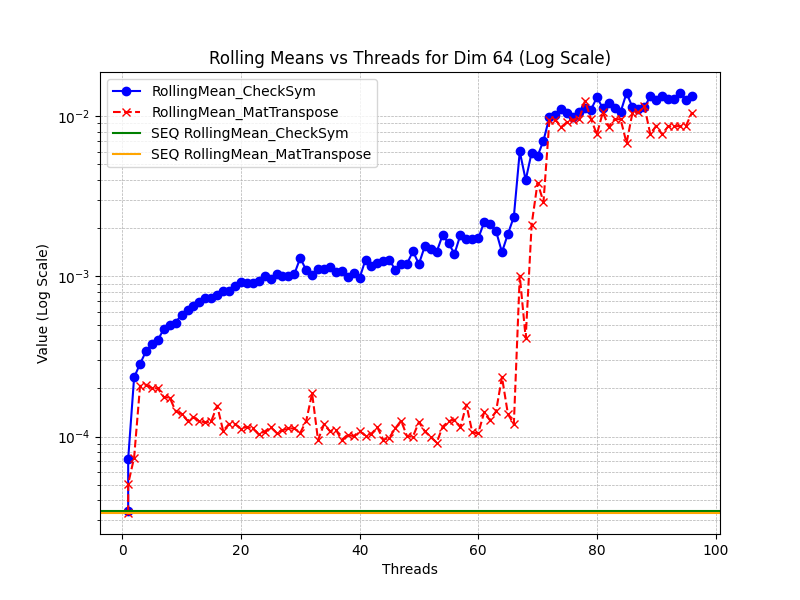 Rolling Means vs Threads for Dim 64 (Log Scale)
RollingMean_CheckSym
RollingMean_MatTranspose
SEQ RollingMean_CheckSym
SEQ RollingMean_MatTranspose
Value (Log Scale)
10⁻²
10⁻³
10⁻⁴
0 20 40 60 80 100
Threads